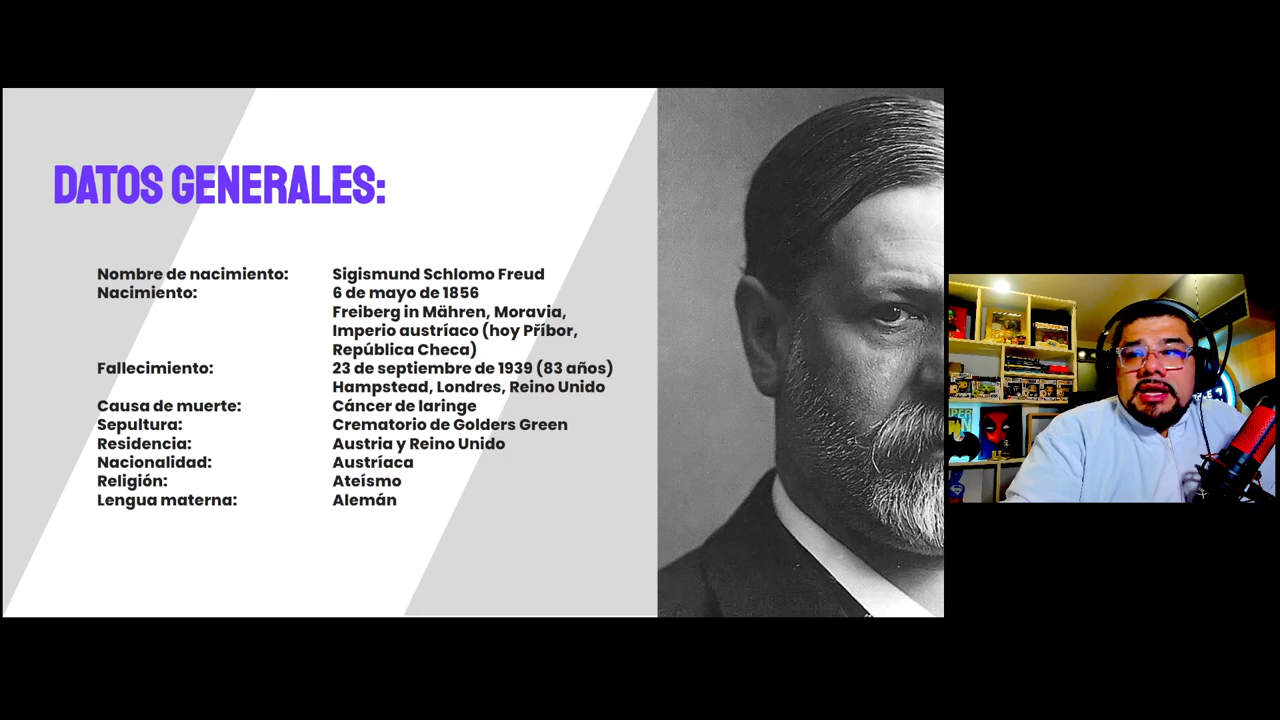 DATOS GENERALES:
Nombre de nacimiento: Sigismund Schlomo Freud
Nacimiento: 6 de mayo de 1856
Freiberg in Mähren, Moravia,
Imperio austríaco (hoy Příbor,
República Checa)
Fallecimiento: 23 de septiembre de 1939 (83 años)
Hampstead, Londres, Reino Unido
Causa de muerte: Cáncer de laringe
Sepultura: Crematorio de Golders Green
Residencia: Austria y Reino Unido
Nacionalidad: Austríaca
Religión: Ateísmo
Lengua materna: Alemán